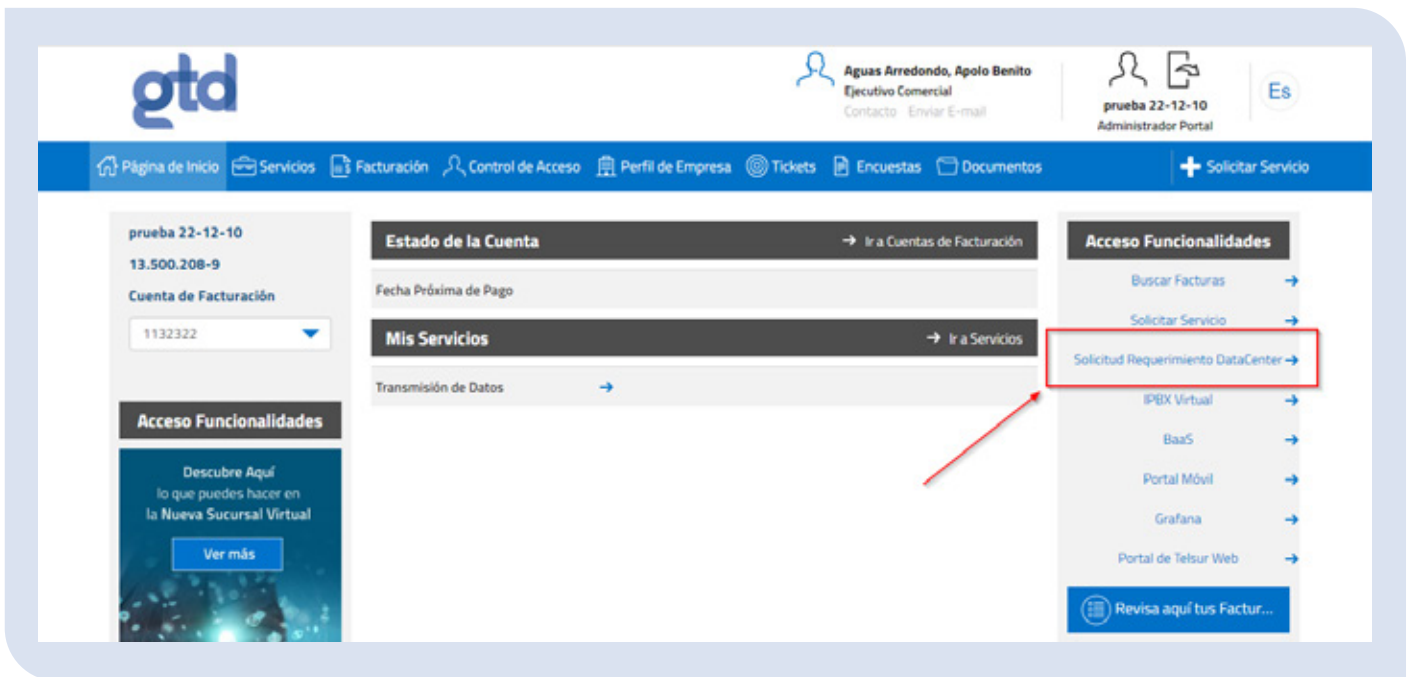 gtd
Aguas Arredondo, Apolo Benito
Ejecutivo Comercial
Contacto Enviar E-mail
prueba 22-12-10
Administrador Portal
Es
Página de Inicio Servicios Facturación Control de Acceso Perfil de Empresa Tickets Encuestas Documentos Solicitar Servicio
prueba 22-12-10
13.500.208-9
Cuenta de Facturación
1132322
Acceso Funcionalidades
Descubre Aquí
lo que puedes hacer en
la Nueva Sucursal Virtual
Ver más
Estado de la Cuenta → Ir a Cuentas de Facturación
Fecha Próxima de Pago
Mis Servicios → Ir a Servicios
Transmisión de Datos →
Acceso Funcionalidades
Buscar Facturas →
Solicitar Servicio →
Solicitud Requerimiento DataCenter →
IPBX Virtual →
BaaS →
Portal Móvil →
Grafana →
Portal de Telsur Web →
Revisa aquí tus Factur...